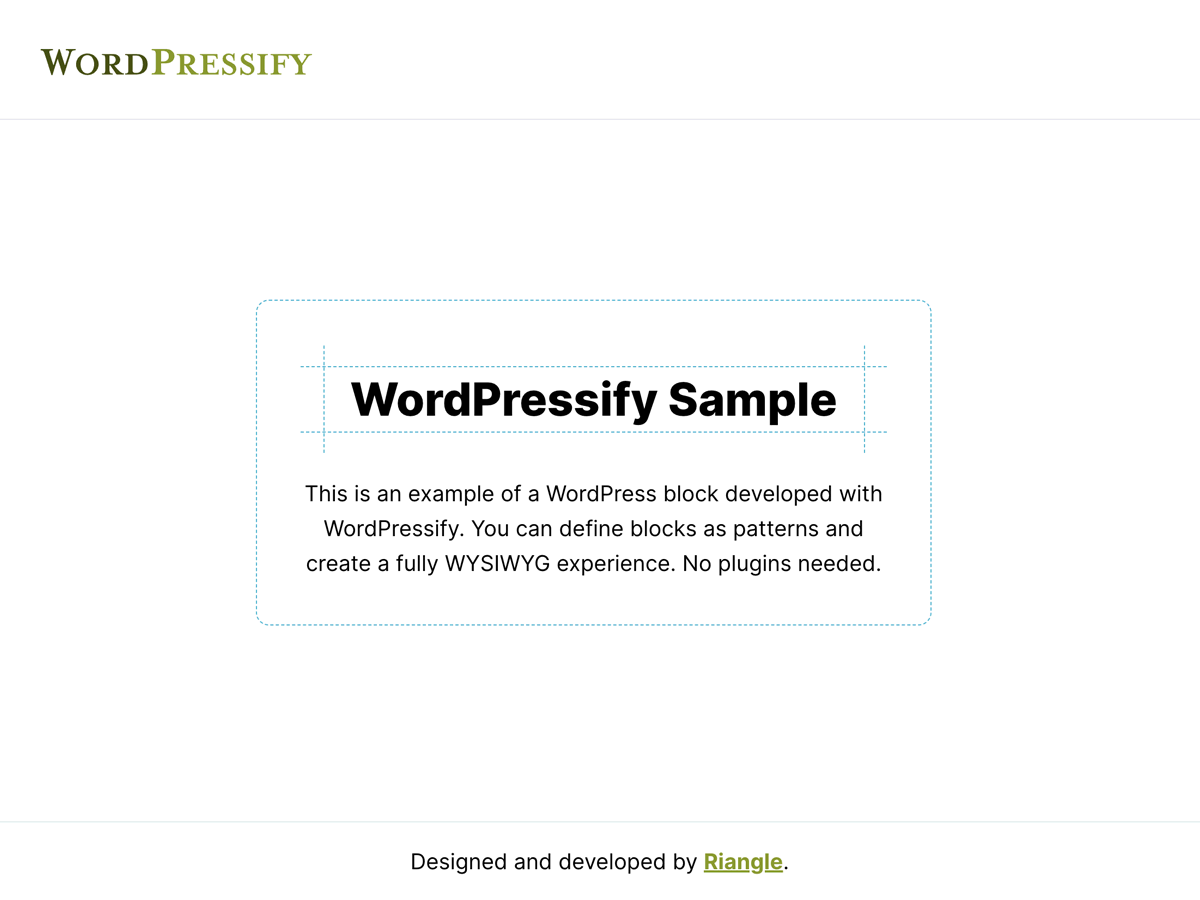 WORDPRESSIFY
WordPressify Sample
This is an example of a WordPress block developed with
WordPressify. You can define blocks as patterns and
create a fully WYSIWYG experience. No plugins needed.
Designed and developed by Riangle.